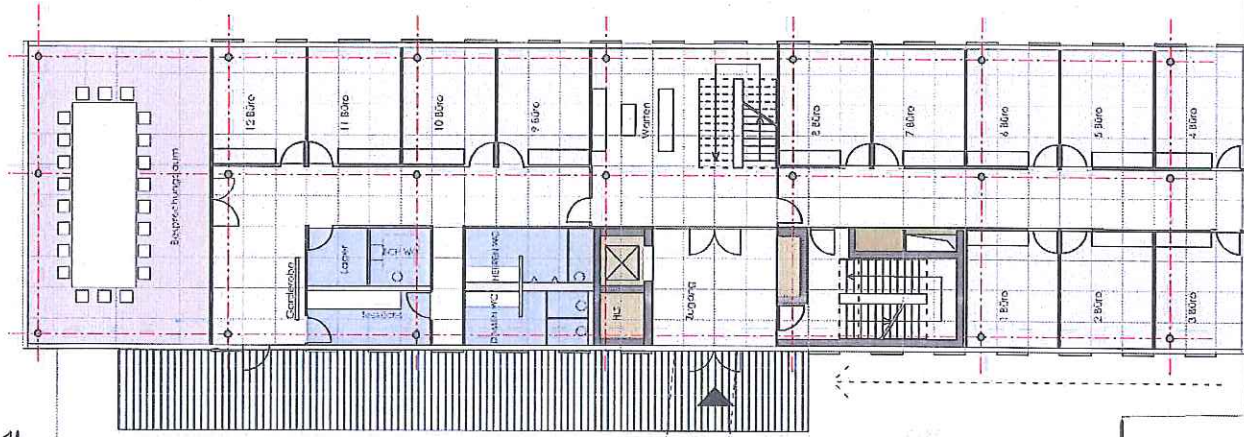 Besprechungsraum
12 Büro
11 Büro
10 Büro
9 Büro
Warten
8 Büro
7 Büro
6 Büro
5 Büro
4 Büro
Garderobe
Lager
DAMEN WC
HERREN WC
Zugang
1 Büro
2 Büro
3 Büro